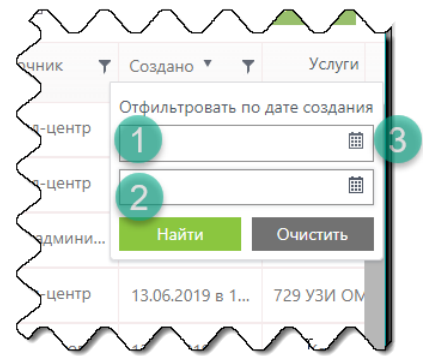 чник Создано ▼ Услуги
Отфильтровать по дате создания
л-центр
1 3
л-центр
2
админи... Найти Очистить
-центр 13.06.2019 в 1... 729 УЗИ ОМ